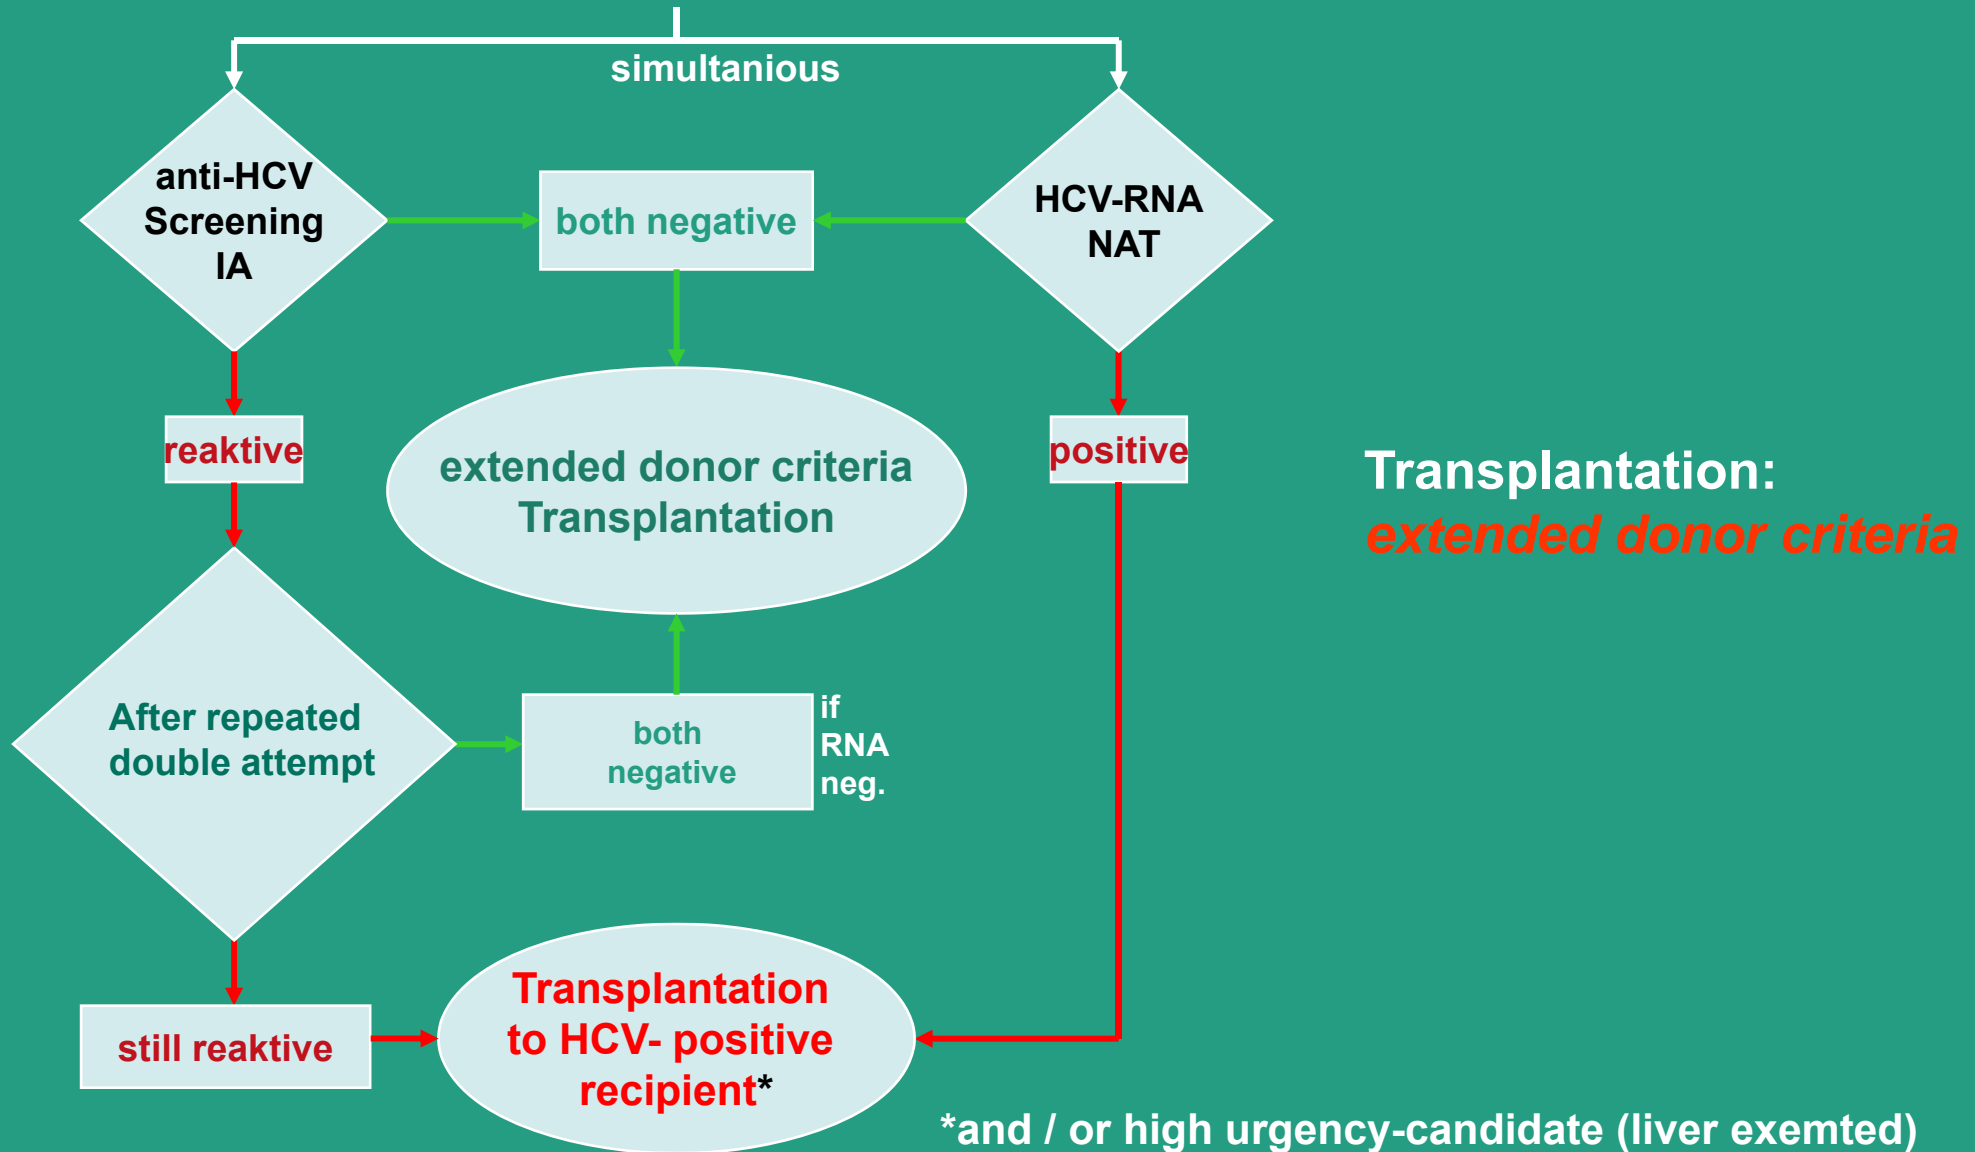 simultanious
anti-HCV
Screening
IA
both negative
HCV-RNA
NAT
reaktive
extended donor criteria
Transplantation
positive
Transplantation:
extended donor criteria
After repeated
double attempt
both
negative
if
RNA
neg.
still reaktive
Transplantation
to HCV- positive
recipient*
*and / or high urgency-candidate (liver exemted)